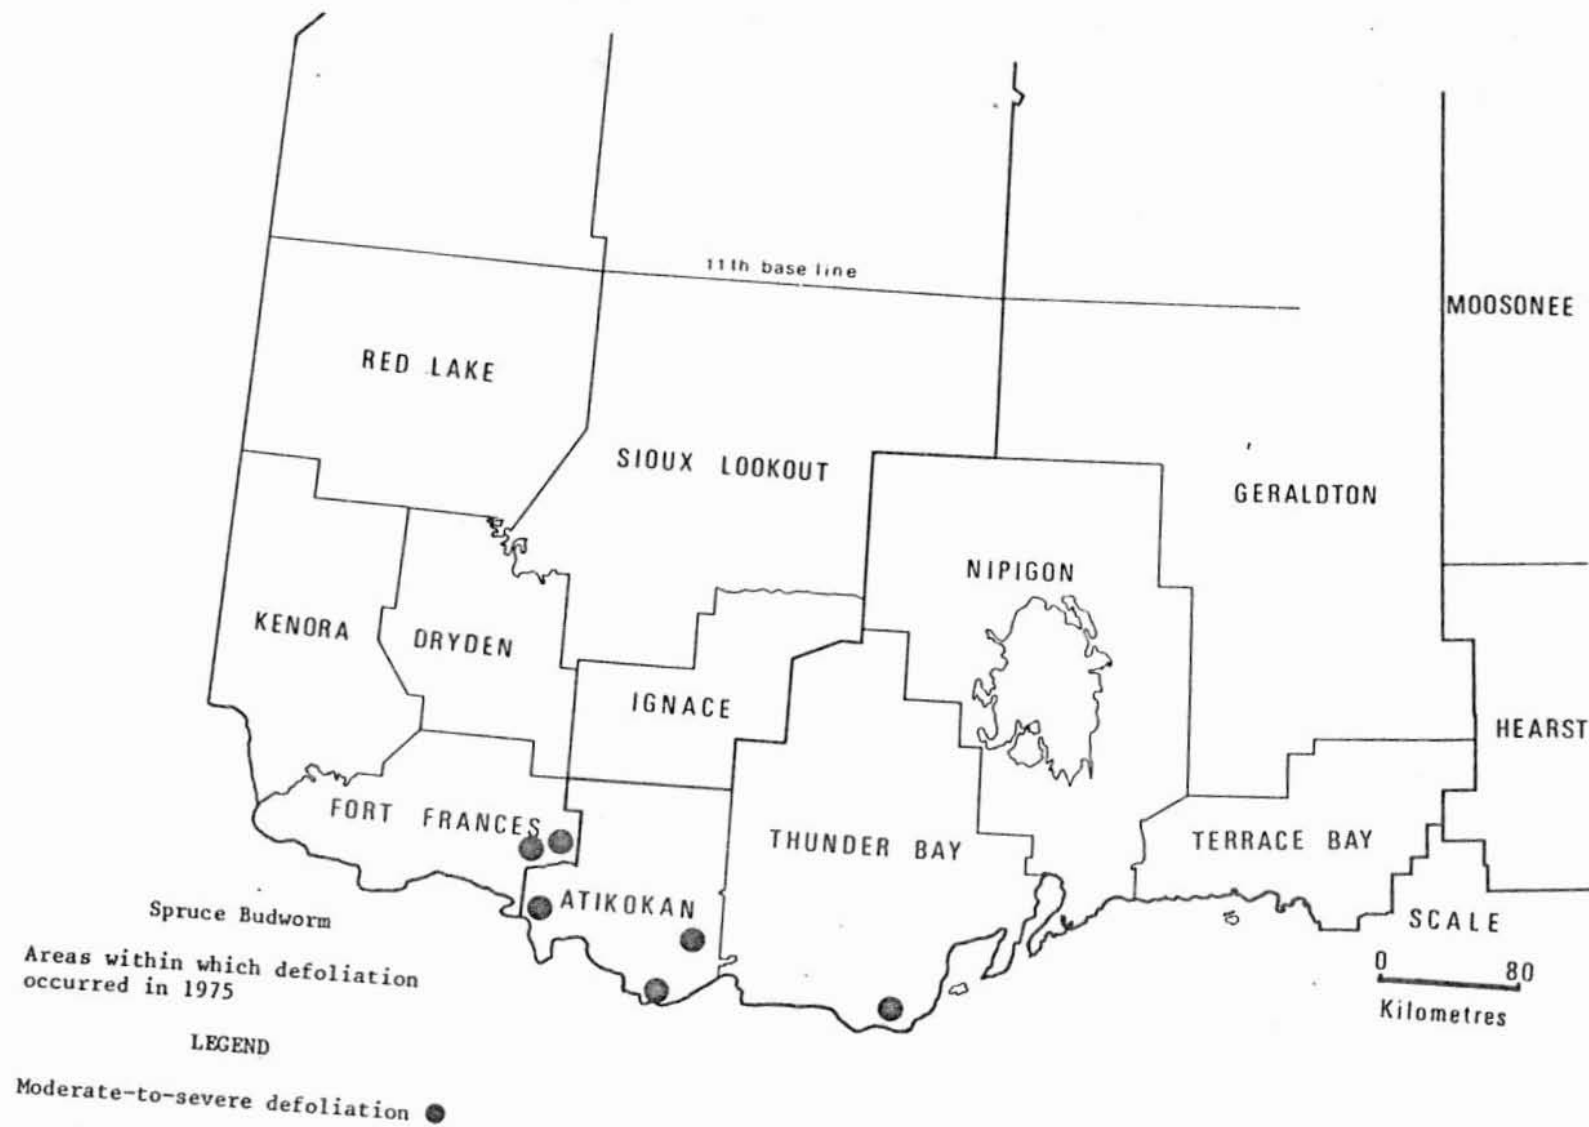 11th base line
MOOSONEE
RED LAKE
SIOUX LOOKOUT
GERALDTON
NIPIGON
KENORA
DRYDEN
IGNACE
HEARST
FORT FRANCES
THUNDER BAY
TERRACE BAY
ATIKOKAN
SCALE
0 80
Kilometres
Spruce Budworm
Areas within which defoliation
occurred in 1975
LEGEND
Moderate-to-severe defoliation